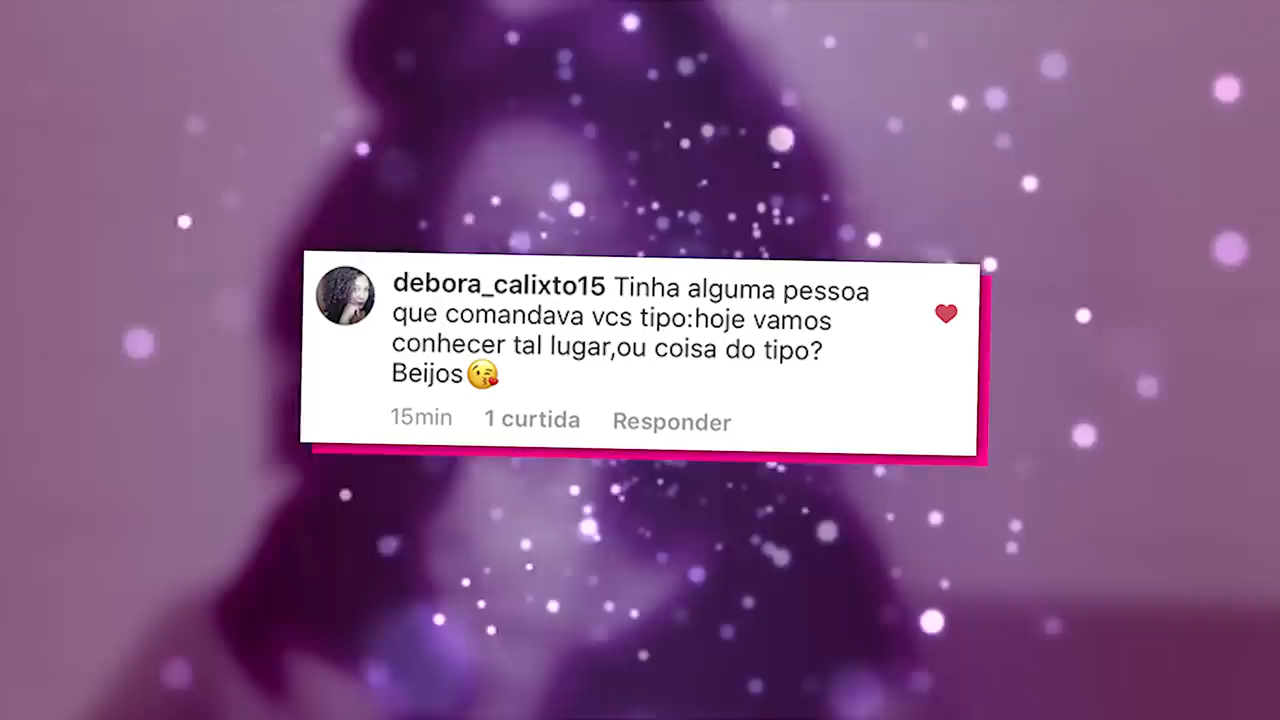 debora_calixto15 Tinha alguma pessoa
que comandava vcs tipo:hoje vamos
conhecer tal lugar,ou coisa do tipo?
Beijos😘
15min 1 curtida Responder